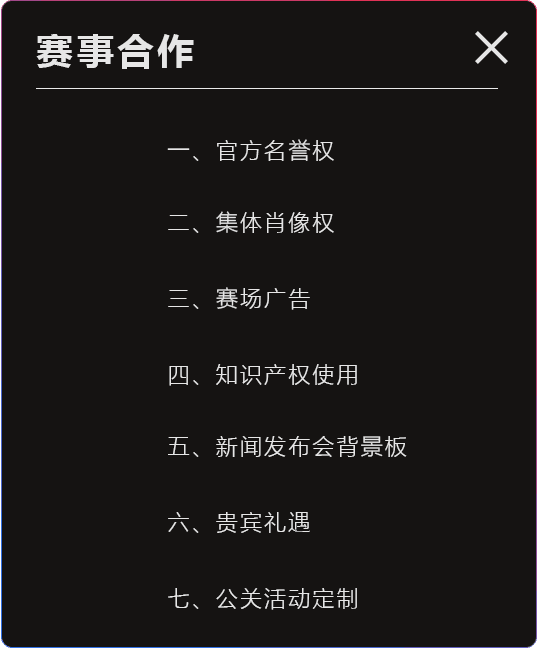 赛事合作
一、官方名誉权
二、集体肖像权
三、赛场广告
四、知识产权使用
五、新闻发布会背景板
六、贵宾礼遇
七、公关活动定制